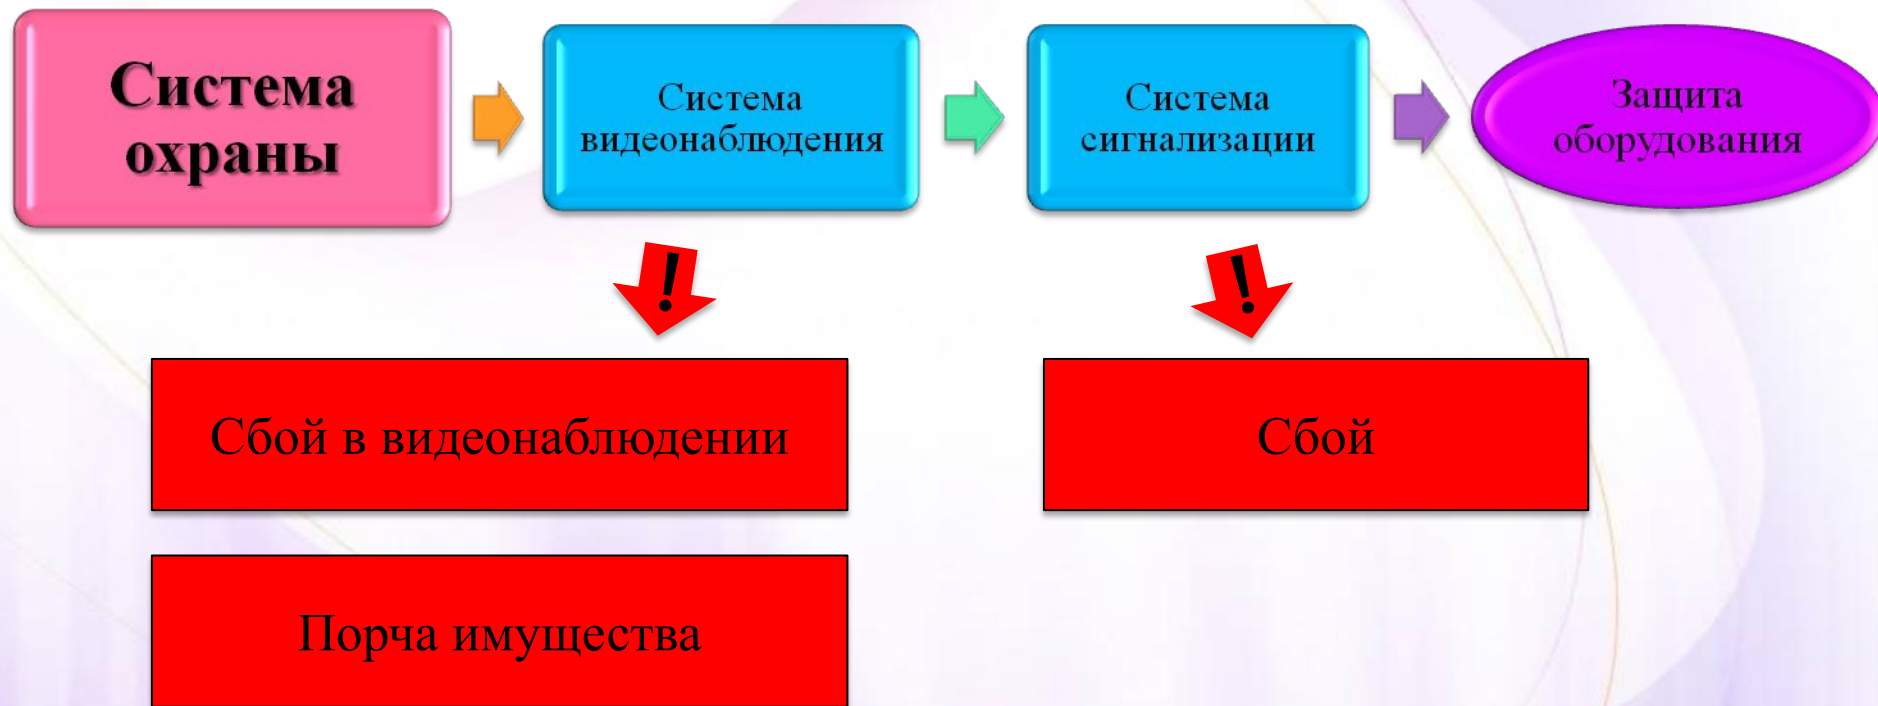 Система
охраны
Система
видеонаблюдения
Система
сигнализации
Защита
оборудования
!
!
Сбой в видеонаблюдении
Сбой
Порча имущества